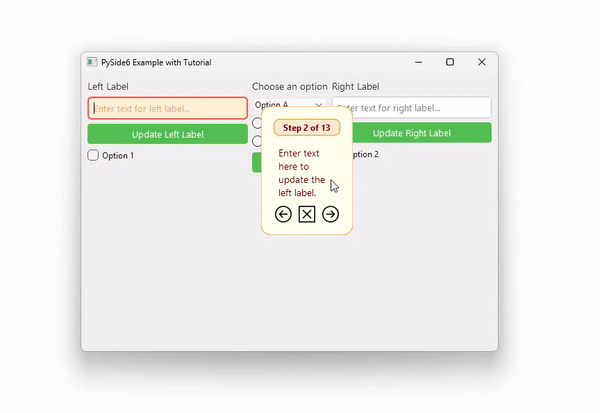 PySide6 Example with Tutorial
Left Label
Choose an option
Right Label
Enter text for left label...
Option A
Enter text for right label...
Update Left Label
Update Right Label
Option 1
Option 2
Step 2 of 13
Enter text
here to
update the
left label.